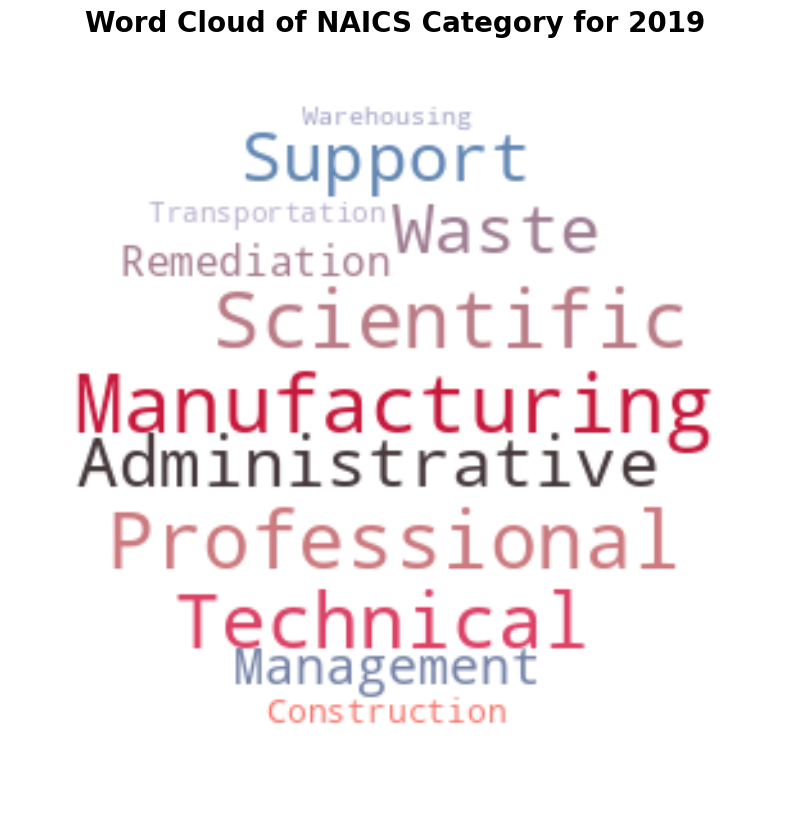 Word Cloud of NAICS Category for 2019
Warehousing
Support
Transportation Waste
Remediation
Scientific
Manufacturing
Administrative
Professional
Technical
Management
Construction